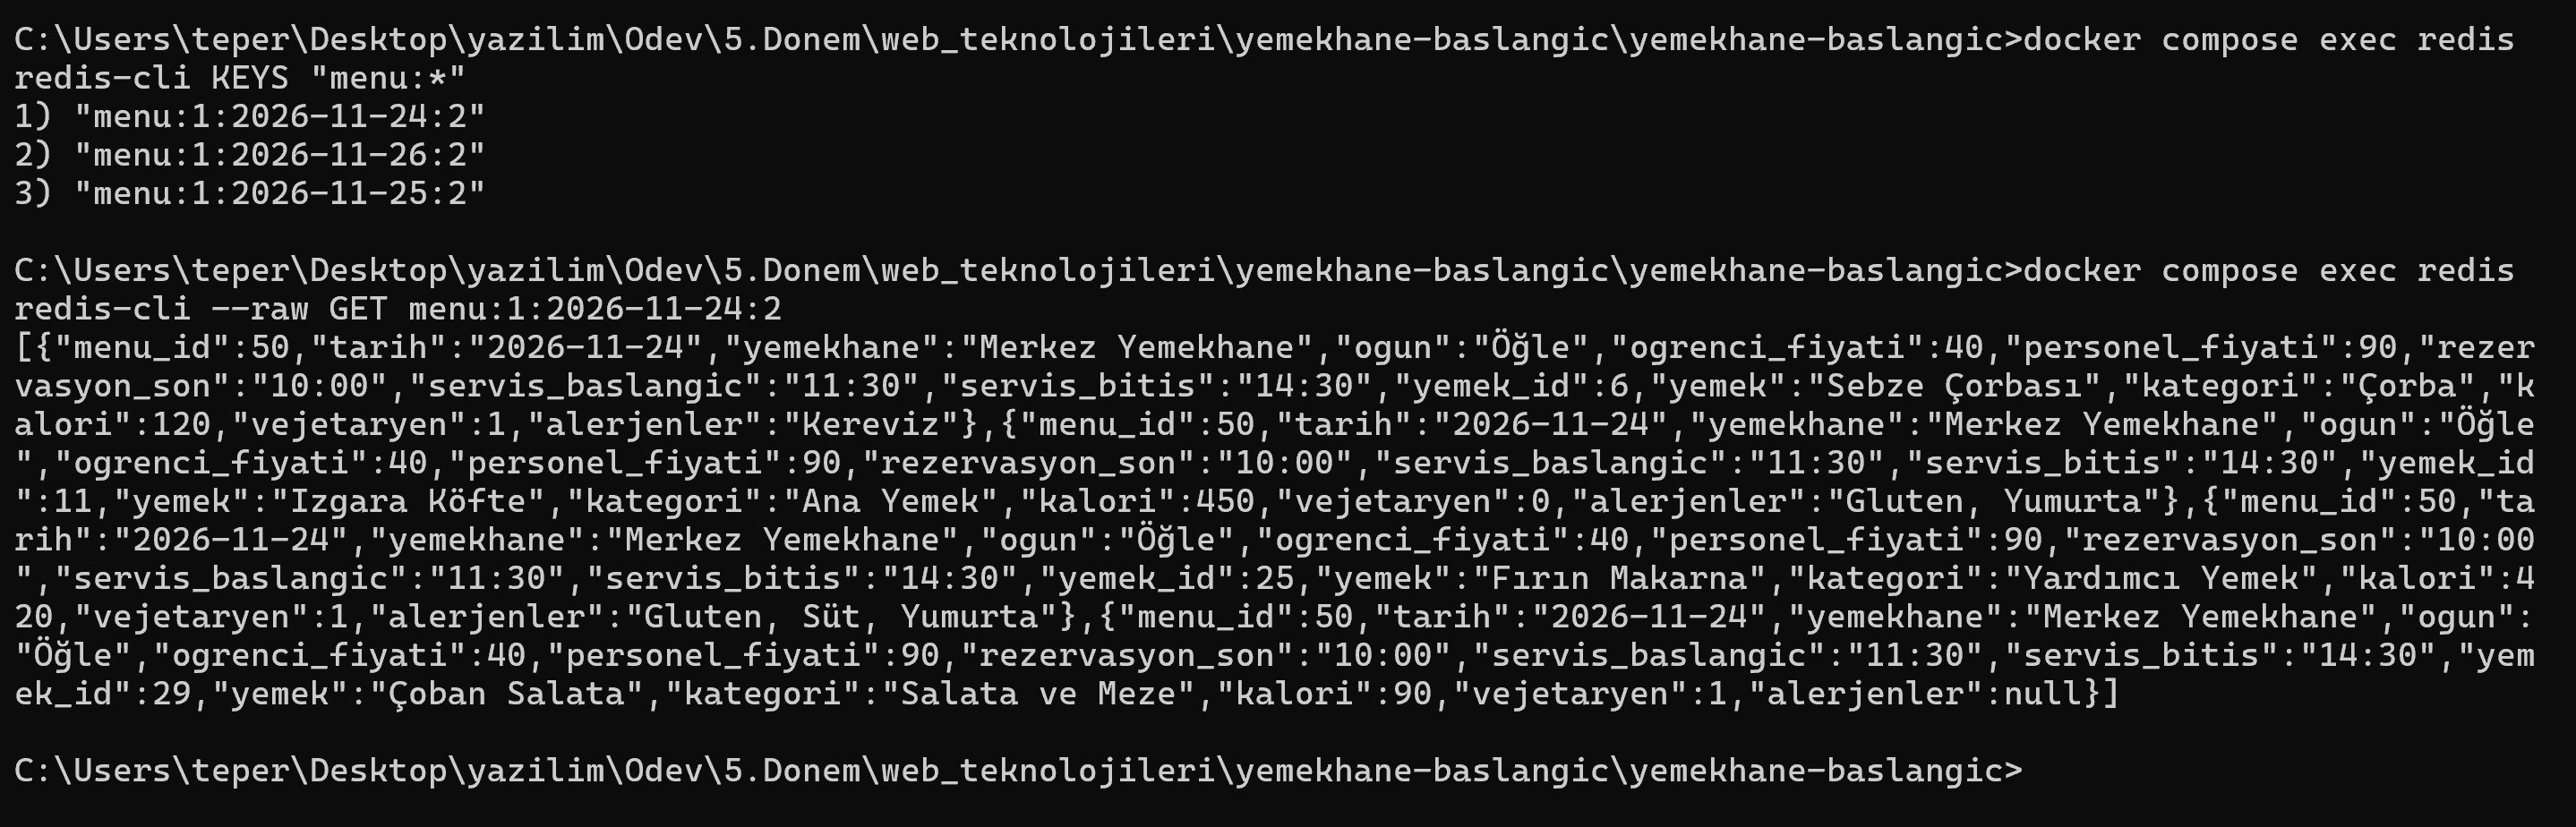 C:\Users\teper\Desktop\yazilim\Odev\5.Donem\web_teknolojileri\yemekhane-baslangic\yemekhane-baslangic>docker compose exec redis
redis-cli KEYS "menu:*"
1) "menu:1:2026-11-24:2"
2) "menu:1:2026-11-26:2"
3) "menu:1:2026-11-25:2"
C:\Users\teper\Desktop\yazilim\Odev\5.Donem\web_teknolojileri\yemekhane-baslangic\yemekhane-baslangic>docker compose exec redis
redis-cli --raw GET menu:1:2026-11-24:2
[{"menu_id":50,"tarih":"2026-11-24","yemekhane":"Merkez Yemekhane","ogun":"Öğle","ogrenci_fiyati":40,"personel_fiyati":90,"rezer
vasyon_son":"10:00","servis_baslangic":"11:30","servis_bitis":"14:30","yemek_id":6,"yemek":"Sebze Çorbası","kategori":"Çorba","k
alori":120,"vejetaryen":1,"alerjenler":"Kereviz"},{"menu_id":50,"tarih":"2026-11-24","yemekhane":"Merkez Yemekhane","ogun":"Öğle
","ogrenci_fiyati":40,"personel_fiyati":90,"rezervasyon_son":"10:00","servis_baslangic":"11:30","servis_bitis":"14:30","yemek_id
":11,"yemek":"Izgara Köfte","kategori":"Ana Yemek","kalori":450,"vejetaryen":0,"alerjenler":"Gluten, Yumurta"},{"menu_id":50,"ta
rih":"2026-11-24","yemekhane":"Merkez Yemekhane","ogun":"Öğle","ogrenci_fiyati":40,"personel_fiyati":90,"rezervasyon_son":"10:00
","servis_baslangic":"11:30","servis_bitis":"14:30","yemek_id":25,"yemek":"Fırın Makarna","kategori":"Yardımcı Yemek","kalori":4
20,"vejetaryen":1,"alerjenler":"Gluten, Süt, Yumurta"},{"menu_id":50,"tarih":"2026-11-24","yemekhane":"Merkez Yemekhane","ogun":
"Öğle","ogrenci_fiyati":40,"personel_fiyati":90,"rezervasyon_son":"10:00","servis_baslangic":"11:30","servis_bitis":"14:30","yem
ek_id":29,"yemek":"Çoban Salata","kategori":"Salata ve Meze","kalori":90,"vejetaryen":1,"alerjenler":null}]
C:\Users\teper\Desktop\yazilim\Odev\5.Donem\web_teknolojileri\yemekhane-baslangic\yemekhane-baslangic>